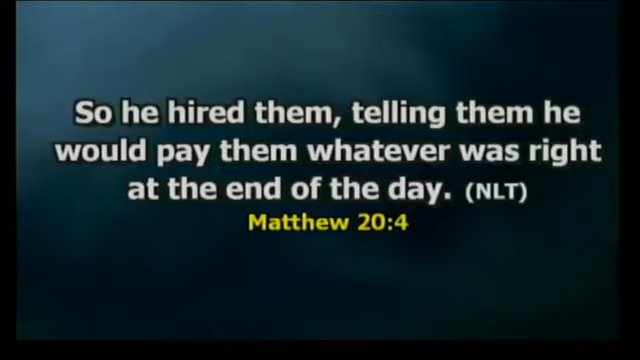 So he hired them, telling them he
would pay them whatever was right
at the end of the day. (NLT)
Matthew 20:4